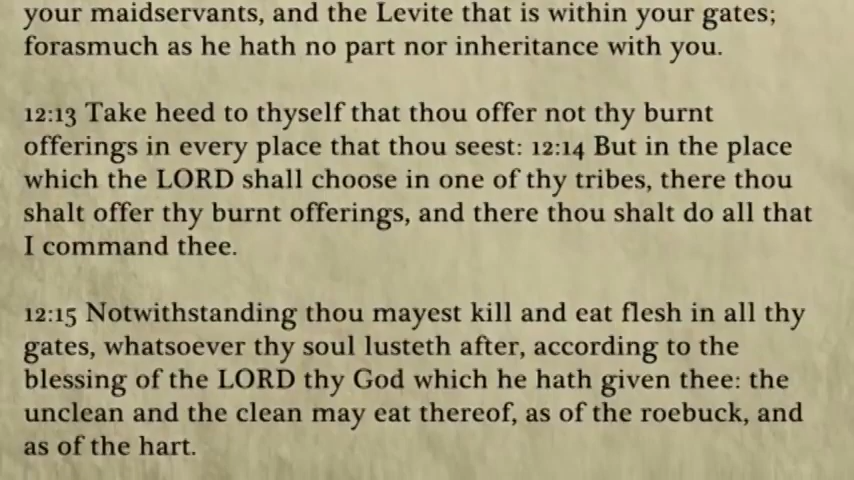 your maidservants, and the Levite that is within your gates;
forasmuch as he hath no part nor inheritance with you.
12:13 Take heed to thyself that thou offer not thy burnt
offerings in every place that thou seest: 12:14 But in the place
which the LORD shall choose in one of thy tribes, there thou
shalt offer thy burnt offerings, and there thou shalt do all that
I command thee.
12:15 Notwithstanding thou mayest kill and eat flesh in all thy
gates, whatsoever thy soul lusteth after, according to the
blessing of the LORD thy God which he hath given thee: the
unclean and the clean may eat thereof, as of the roebuck, and
as of the hart.